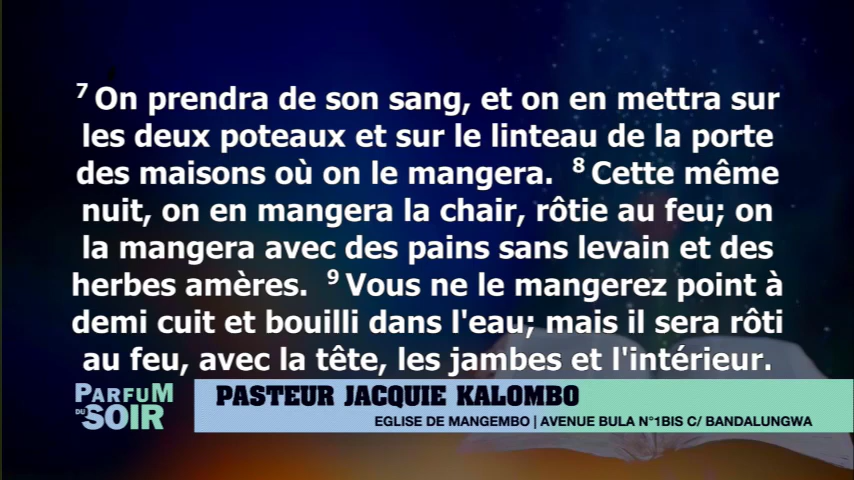 7 On prendra de son sang, et on en mettra sur
les deux poteaux et sur le linteau de la porte
des maisons où on le mangera. 8 Cette même
nuit, on en mangera la chair, rôtie au feu; on
la mangera avec des pains sans levain et des
herbes amères. 9 Vous ne le mangerez point à
demi cuit et bouilli dans l'eau; mais il sera rôti
au feu, avec la tête, les jambes et l'intérieur.
PARFUM
DU SOIR
PASTEUR JACQUIE KALOMBO
EGLISE DE MANGEMBO | AVENUE BULA N°1BIS C/ BANDALUNGWA